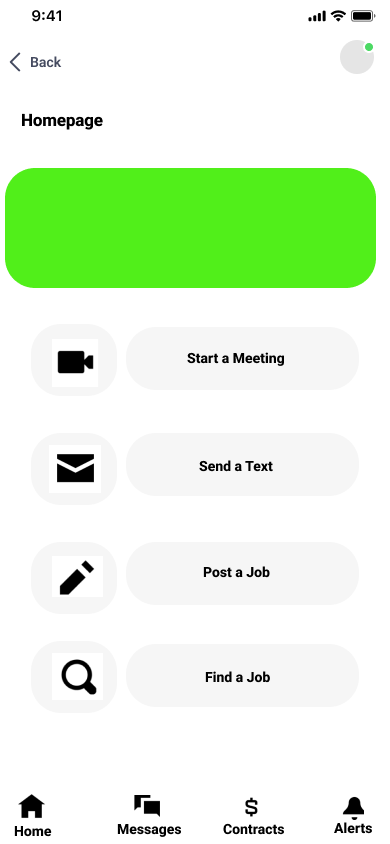 9:41
Back
Homepage
Start a Meeting
Send a Text
Post a Job
Find a Job
Home Messages Contracts Alerts